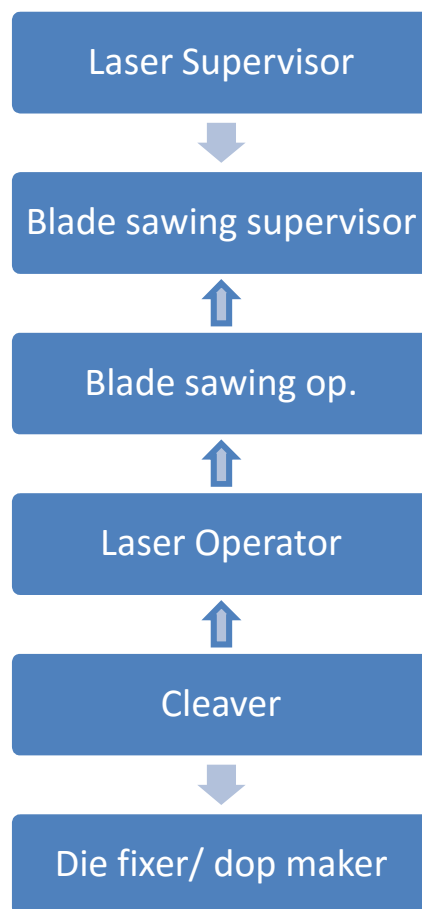 Laser Supervisor
Blade sawing supervisor
Blade sawing op.
Laser Operator
Cleaver
Die fixer/ dop maker